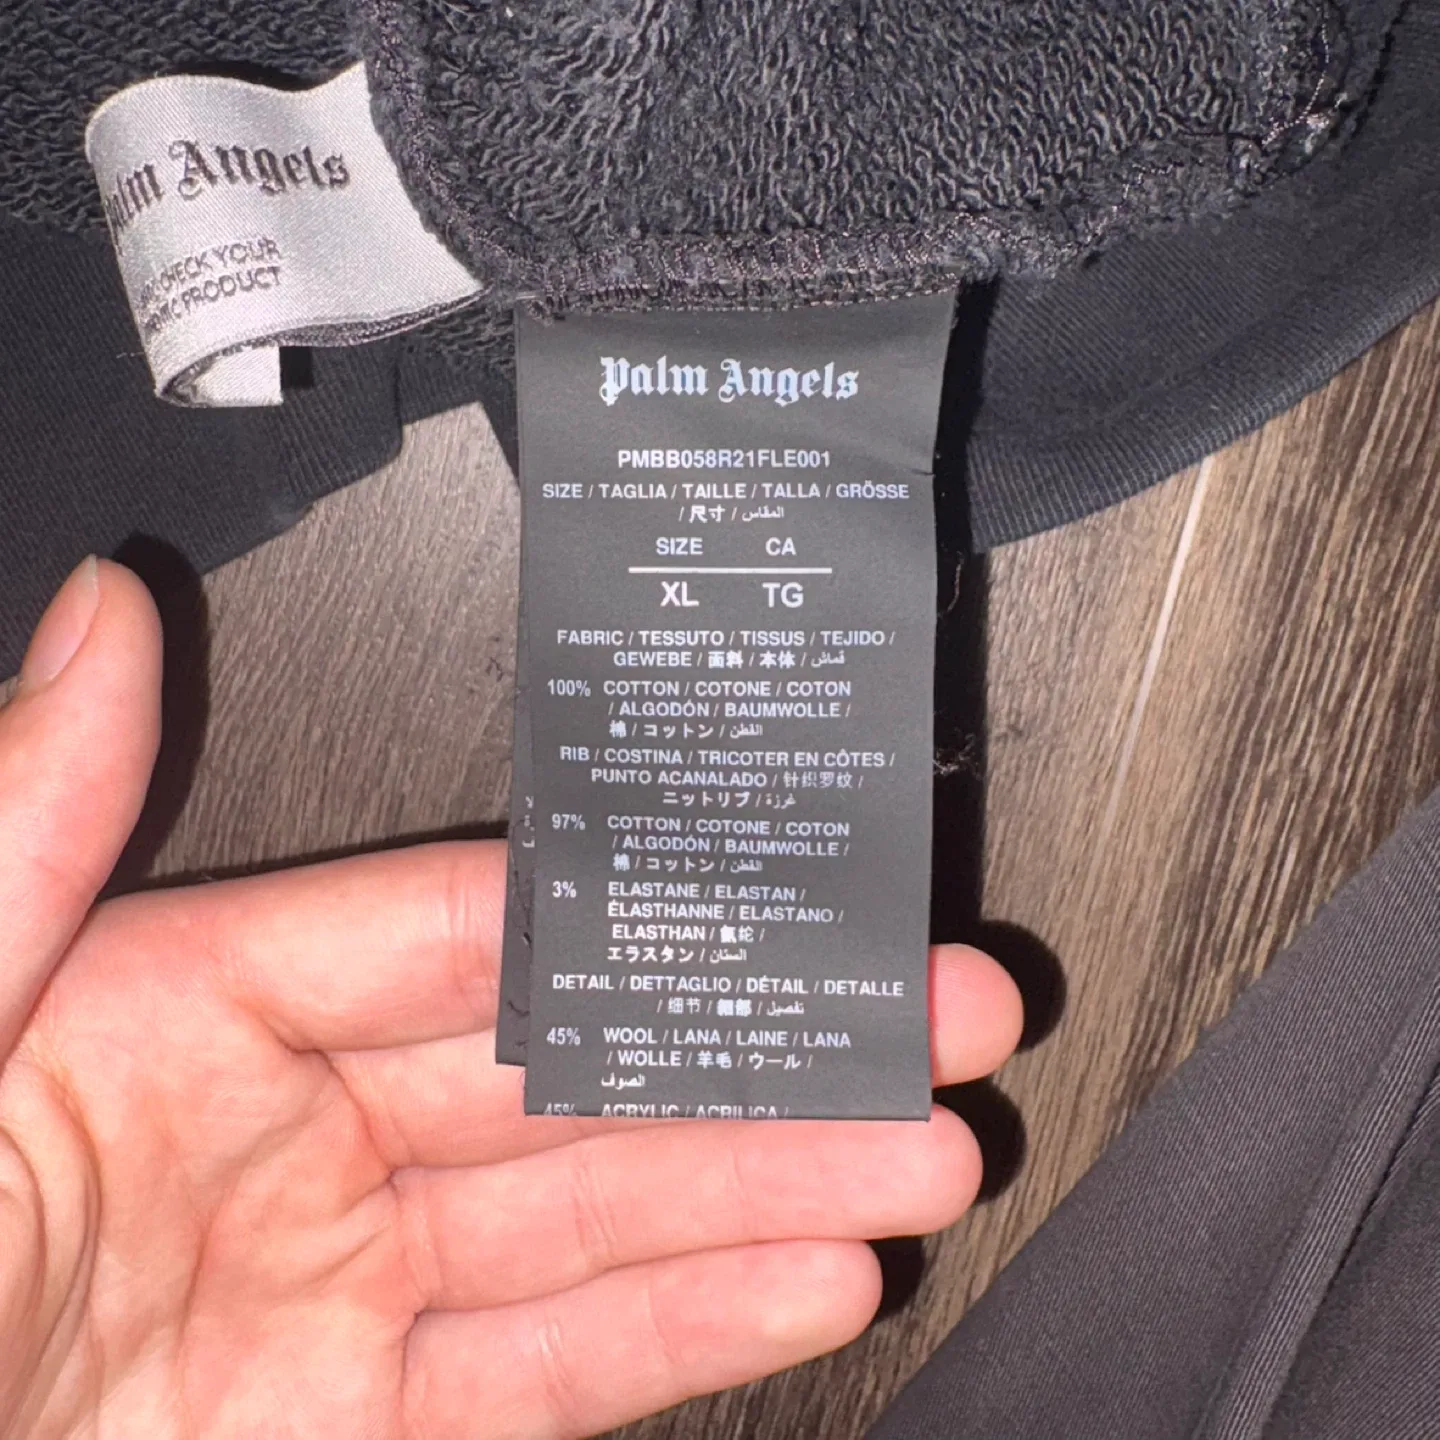 Palm Angels
CHECK YOUR
PRODUCT
Palm Angels
PMBB058R21FLE001
SIZE / TAGLIA / TAILLE / TALLA / GRÖSSE
/ 尺寸 / المقاس
SIZE CA
XL TG
FABRIC / TESSUTO / TISSUS / TEJIDO /
GEWEBE / 面料 / 本体 / قماش
100% COTTON / COTONE / COTON
/ ALGODÓN / BAUMWOLLE /
棉 / コットン / القطن
RIB / COSTINA / TRICOTER EN CÔTES /
PUNTO ACANALADO / 针织罗纹 /
ニットリブ / غرزة
97% COTTON / COTONE / COTON
/ ALGODÓN / BAUMWOLLE /
棉 / コットン / القطن
3% ELASTANE / ELASTAN /
ÉLASTHANNE / ELASTANO /
ELASTHAN / 氨纶 /
エラスタン / الستان
DETAIL / DETTAGLIO / DÉTAIL / DETALLE
/ 细节 / 細部 / تفصيل
45% WOOL / LANA / LAINE / LANA
/ WOLLE / 羊毛 / ウール /
الصوف
45% ACRYLIC / ACRILICA /